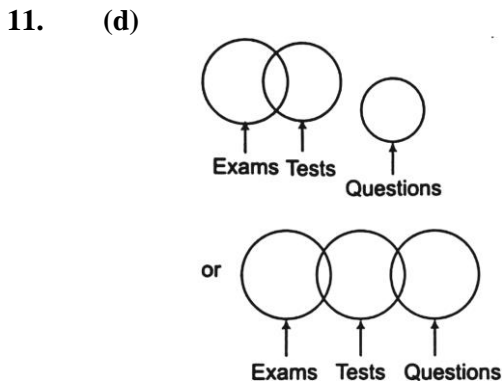 11. (d)
Exams Tests
Questions
or
Exams Tests Questions